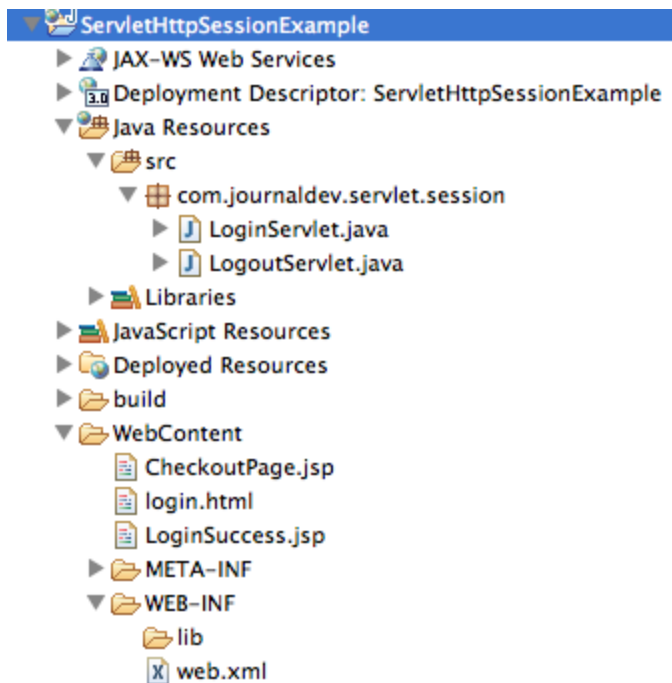 ServletHttpSessionExample
JAX-WS Web Services
3.0 Deployment Descriptor: ServletHttpSessionExample
Java Resources
src
com.journaldev.servlet.session
J LoginServlet.java
J LogoutServlet.java
Libraries
JavaScript Resources
Deployed Resources
build
WebContent
CheckoutPage.jsp
login.html
LoginSuccess.jsp
META-INF
WEB-INF
lib
X web.xml